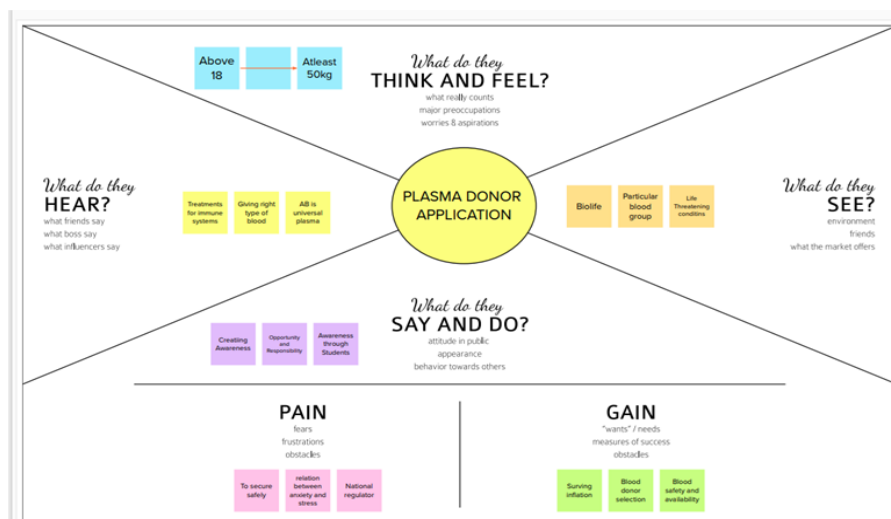 Above
18
Atleast
50kg
What do they
THINK AND FEEL?
what really counts
major preoccupations
worries & aspirations
What do they
HEAR?
what friends say
what boss say
what influencers say
Treatments
for immune
systems
Giving right
type of
blood
AB is
universal
plasma
PLASMA DONOR
APPLICATION
Biolife
Particular
blood
group
Life
Threatening
conditins
What do they
SEE?
environment
friends
what the market offers
What do they
SAY AND DO?
attitude in public
appearance
behavior towards others
Creating
Awareness
Opportunity
and
Responsibility
Awareness
through
Students
PAIN
fears
frustrations
obstacles
To secure
safely
relation
between
anxiety and
stress
National
regulator
GAIN
"wants" / needs
measures of success
obstacles
Surving
inflation
Blood
donor
selection
Blood
safety and
availability